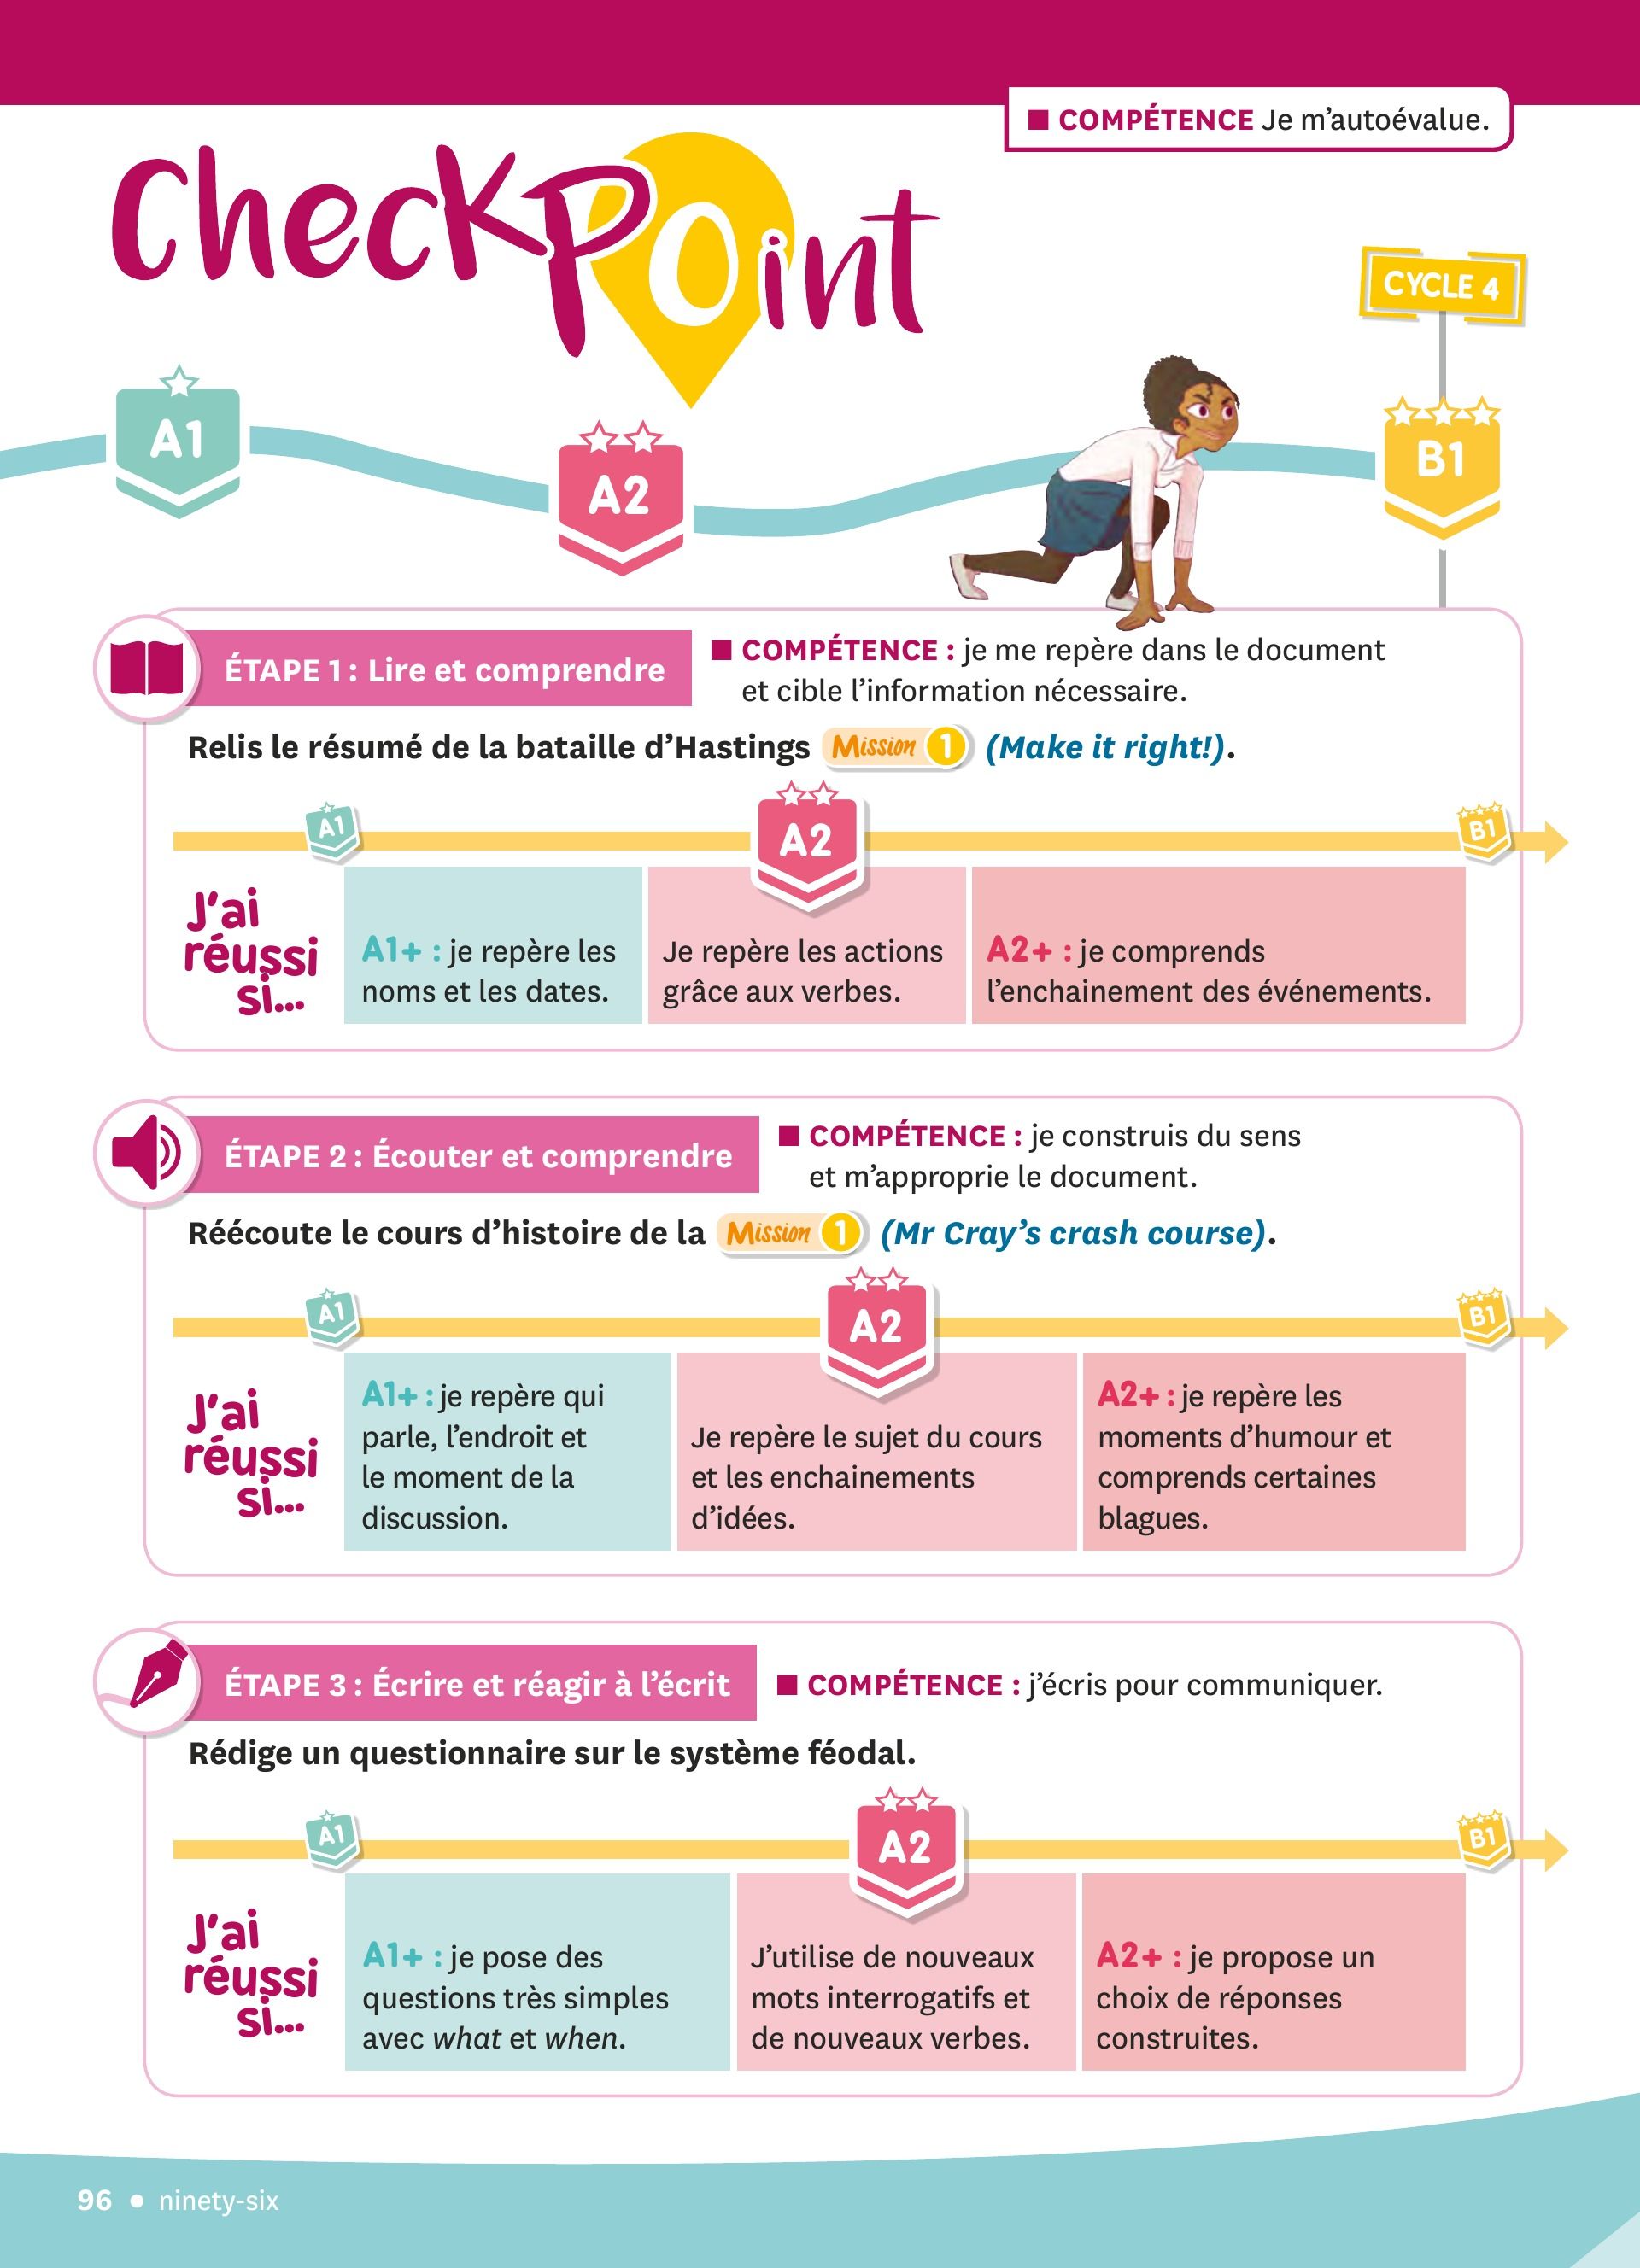 ■ COMPÉTENCE Je m’autoévalue.
CheckPoint
CYCLE 4
A1
A2
B1
ÉTAPE 1 : Lire et comprendre
■ COMPÉTENCE : je me repère dans le document
et cible l’information nécessaire.
Relis le résumé de la bataille d’Hastings Mission 1 (Make it right!).
A1
A2
B1
J’ai
réussi
si...
A1+ : je repère les
noms et les dates.
Je repère les actions
grâce aux verbes.
A2+ : je comprends
l’enchainement des événements.
ÉTAPE 2 : Écouter et comprendre
■ COMPÉTENCE : je construis du sens
et m’approprie le document.
Réécoute le cours d’histoire de la Mission 1 (Mr Cray’s crash course).
A1
A2
B1
J’ai
réussi
si...
A1+ : je repère qui
parle, l’endroit et
le moment de la
discussion.
Je repère le sujet du cours
et les enchainements
d’idées.
A2+ : je repère les
moments d’humour et
comprends certaines
blagues.
ÉTAPE 3 : Écrire et réagir à l’écrit
■ COMPÉTENCE : j’écris pour communiquer.
Rédige un questionnaire sur le système féodal.
A1
A2
B1
J’ai
réussi
si...
A1+ : je pose des
questions très simples
avec what et when.
J’utilise de nouveaux
mots interrogatifs et
de nouveaux verbes.
A2+ : je propose un
choix de réponses
construites.
96 • ninety-six